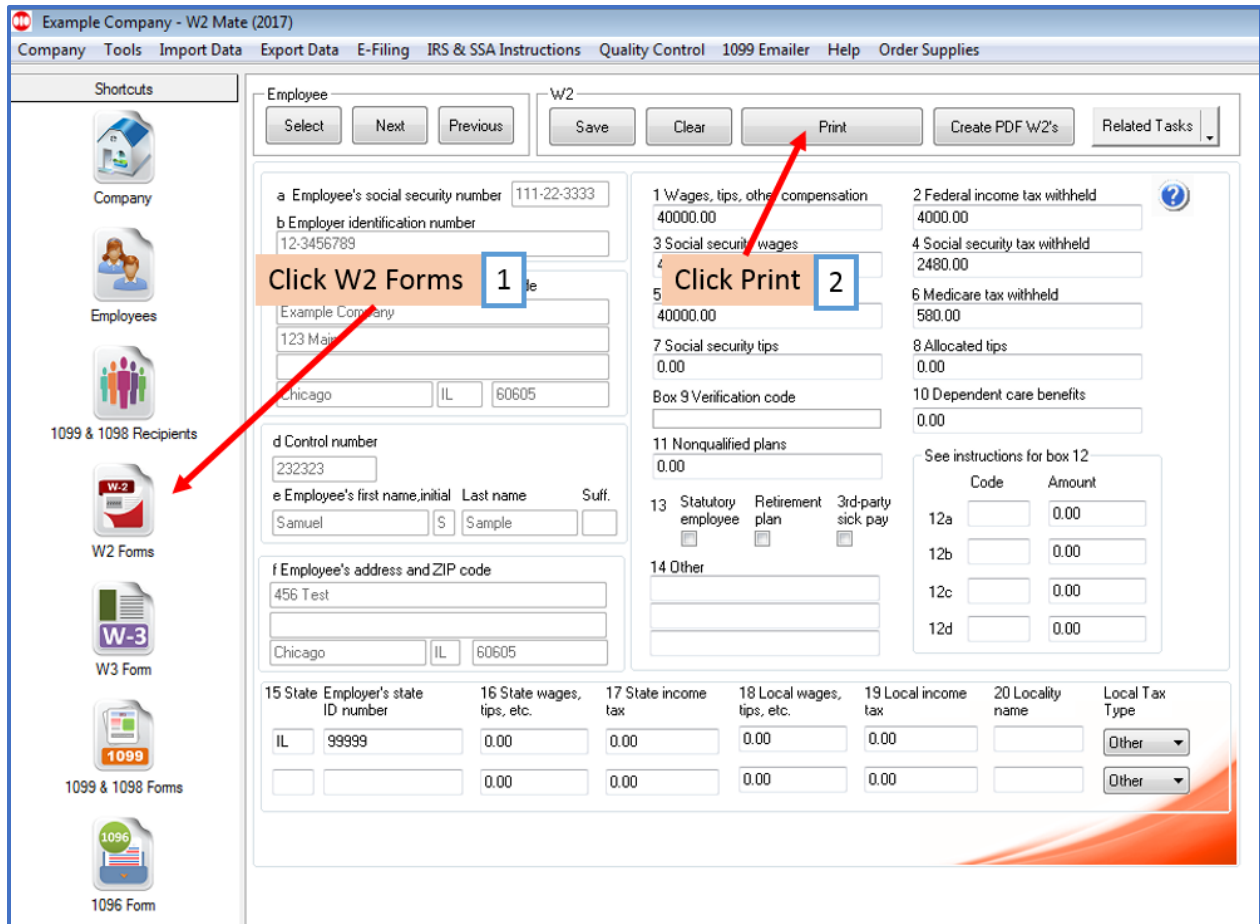 Example Company - W2 Mate (2017)
Company Tools Import Data Export Data E-Filing IRS & SSA Instructions Quality Control 1099 Emailer Help Order Supplies
Shortcuts
Company
Employees
1099 & 1098 Recipients
W-2
W2 Forms
W-3
W3 Form
1099
1099 & 1098 Forms
1096
1096 Form
Employee
Select Next Previous
W2
Save Clear Print Create PDF W2's Related Tasks
a Employee's social security number 111-22-3333
b Employer identification number
12-3456789
Click W2 Forms 1
Example Company
123 Main
Chicago IL 60605
d Control number
232323
e Employee's first name,initial Last name Suff.
Samuel S Sample
f Employee's address and ZIP code
456 Test
Chicago IL 60605
1 Wages, tips, other compensation 2 Federal income tax withheld
40000.00 4000.00
3 Social security wages 4 Social security tax withheld
4 2480.00
Click Print 2
5 6 Medicare tax withheld
40000.00 580.00
7 Social security tips 8 Allocated tips
0.00 0.00
Box 9 Verification code 10 Dependent care benefits
0.00
11 Nonqualified plans
0.00
See instructions for box 12
Code Amount
12a 0.00
12b 0.00
12c 0.00
12d 0.00
13 Statutory employee Retirement plan 3rd-party sick pay
14 Other
15 State Employer's state ID number 16 State wages, tips, etc. 17 State income tax 18 Local wages, tips, etc. 19 Local income tax 20 Locality name Local Tax Type
IL 99999 0.00 0.00 0.00 0.00 Other
0.00 0.00 0.00 0.00 Other